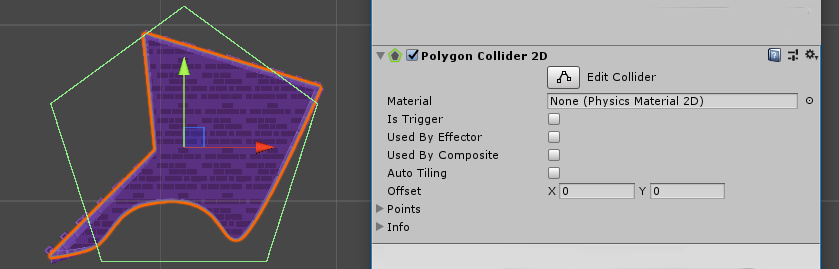 Polygon Collider 2D
Edit Collider
Material None (Physics Material 2D)
Is Trigger
Used By Effector
Used By Composite
Auto Tiling
Offset X 0 Y 0
Points
Info